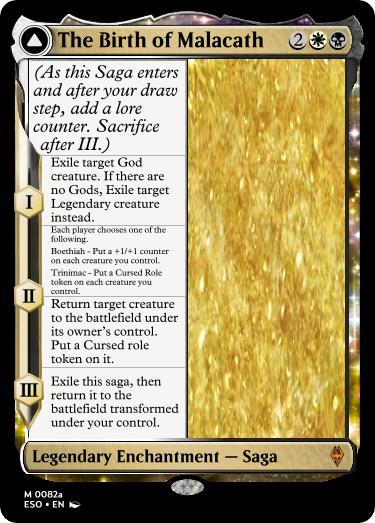 The Birth of Malacath 2
(As this Saga enters
and after your draw
step, add a lore
counter. Sacrifice
after III.)
I
Exile target God
creature. If there are
no Gods, Exile target
Legendary creature
instead.
Each player chooses one of the
following.
Boethiah - Put a +1/+1 counter
on each creature you control.
Trinimac - Put a Cursed Role
token on each creature you
control.
II
Return target creature
to the battlefield under
its owner's control.
Put a Cursed role
token on it.
III
Exile this saga, then
return it to the
battlefield transformed
under your control.
Legendary Enchantment — Saga
M 0082a
ESO • EN